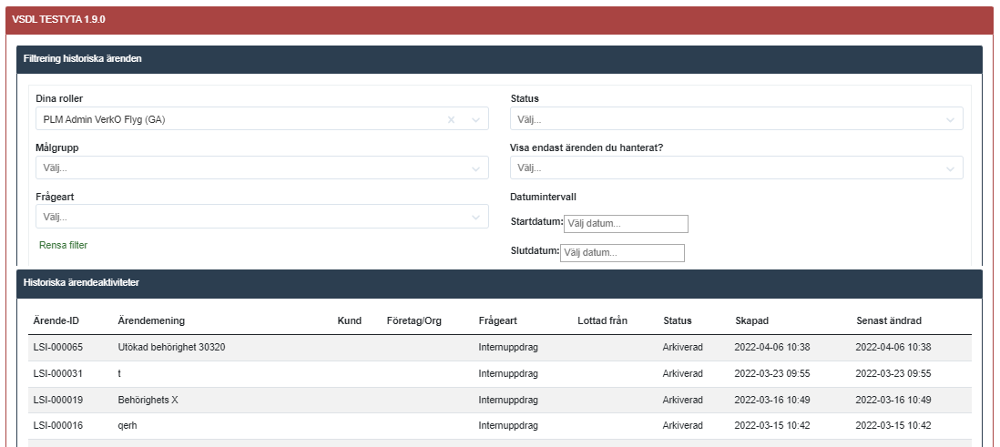 VSDL TESTYTA 1.9.0
Filtrering historiska ärenden
Dina roller
PLM Admin VerkO Flyg (GA)
Status
Välj...
Målgrupp
Välj...
Visa endast ärenden du hanterat?
Välj...
Frågeart
Välj...
Datumintervall
Startdatum: Välj datum...
Rensa filter
Slutdatum: Välj datum...
Historiska ärendeaktiviteter
Ärende-ID Ärendemening Kund Företag/Org Frågeart Lottad från Status Skapad Senast ändrad
LSI-000065 Utökad behörighet 30320 Internuppdrag Arkiverad 2022-04-06 10:38 2022-04-06 10:38
LSI-000031 t Internuppdrag Arkiverad 2022-03-23 09:55 2022-03-23 09:55
LSI-000019 Behörighets X Internuppdrag Arkiverad 2022-03-16 10:49 2022-03-16 10:49
LSI-000016 qerh Internuppdrag Arkiverad 2022-03-15 10:42 2022-03-15 10:42